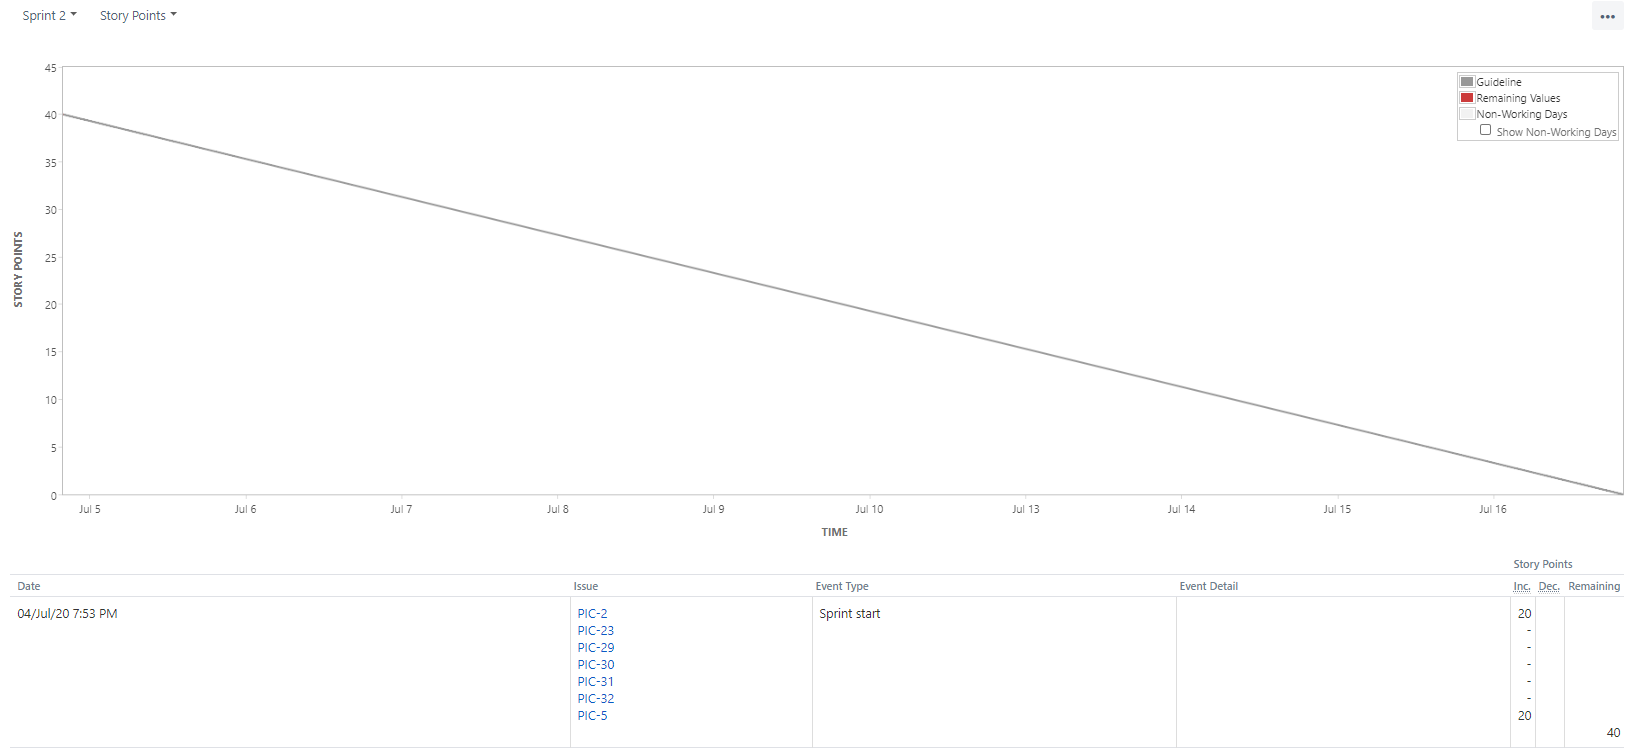 Sprint 2 Story Points
•••
45
40
35
30
25
20
15
10
5
0
STORY POINTS
Guideline
Remaining Values
Non-Working Days
Show Non-Working Days
Jul 5 Jul 6 Jul 7 Jul 8 Jul 9 Jul 10 Jul 13 Jul 14 Jul 15 Jul 16
TIME
Story Points
Date Issue Event Type Event Detail Inc. Dec. Remaining
04/Jul/20 7:53 PM PIC-2 Sprint start 20
PIC-23 -
PIC-29 -
PIC-30 -
PIC-31 -
PIC-32 -
PIC-5 20
40